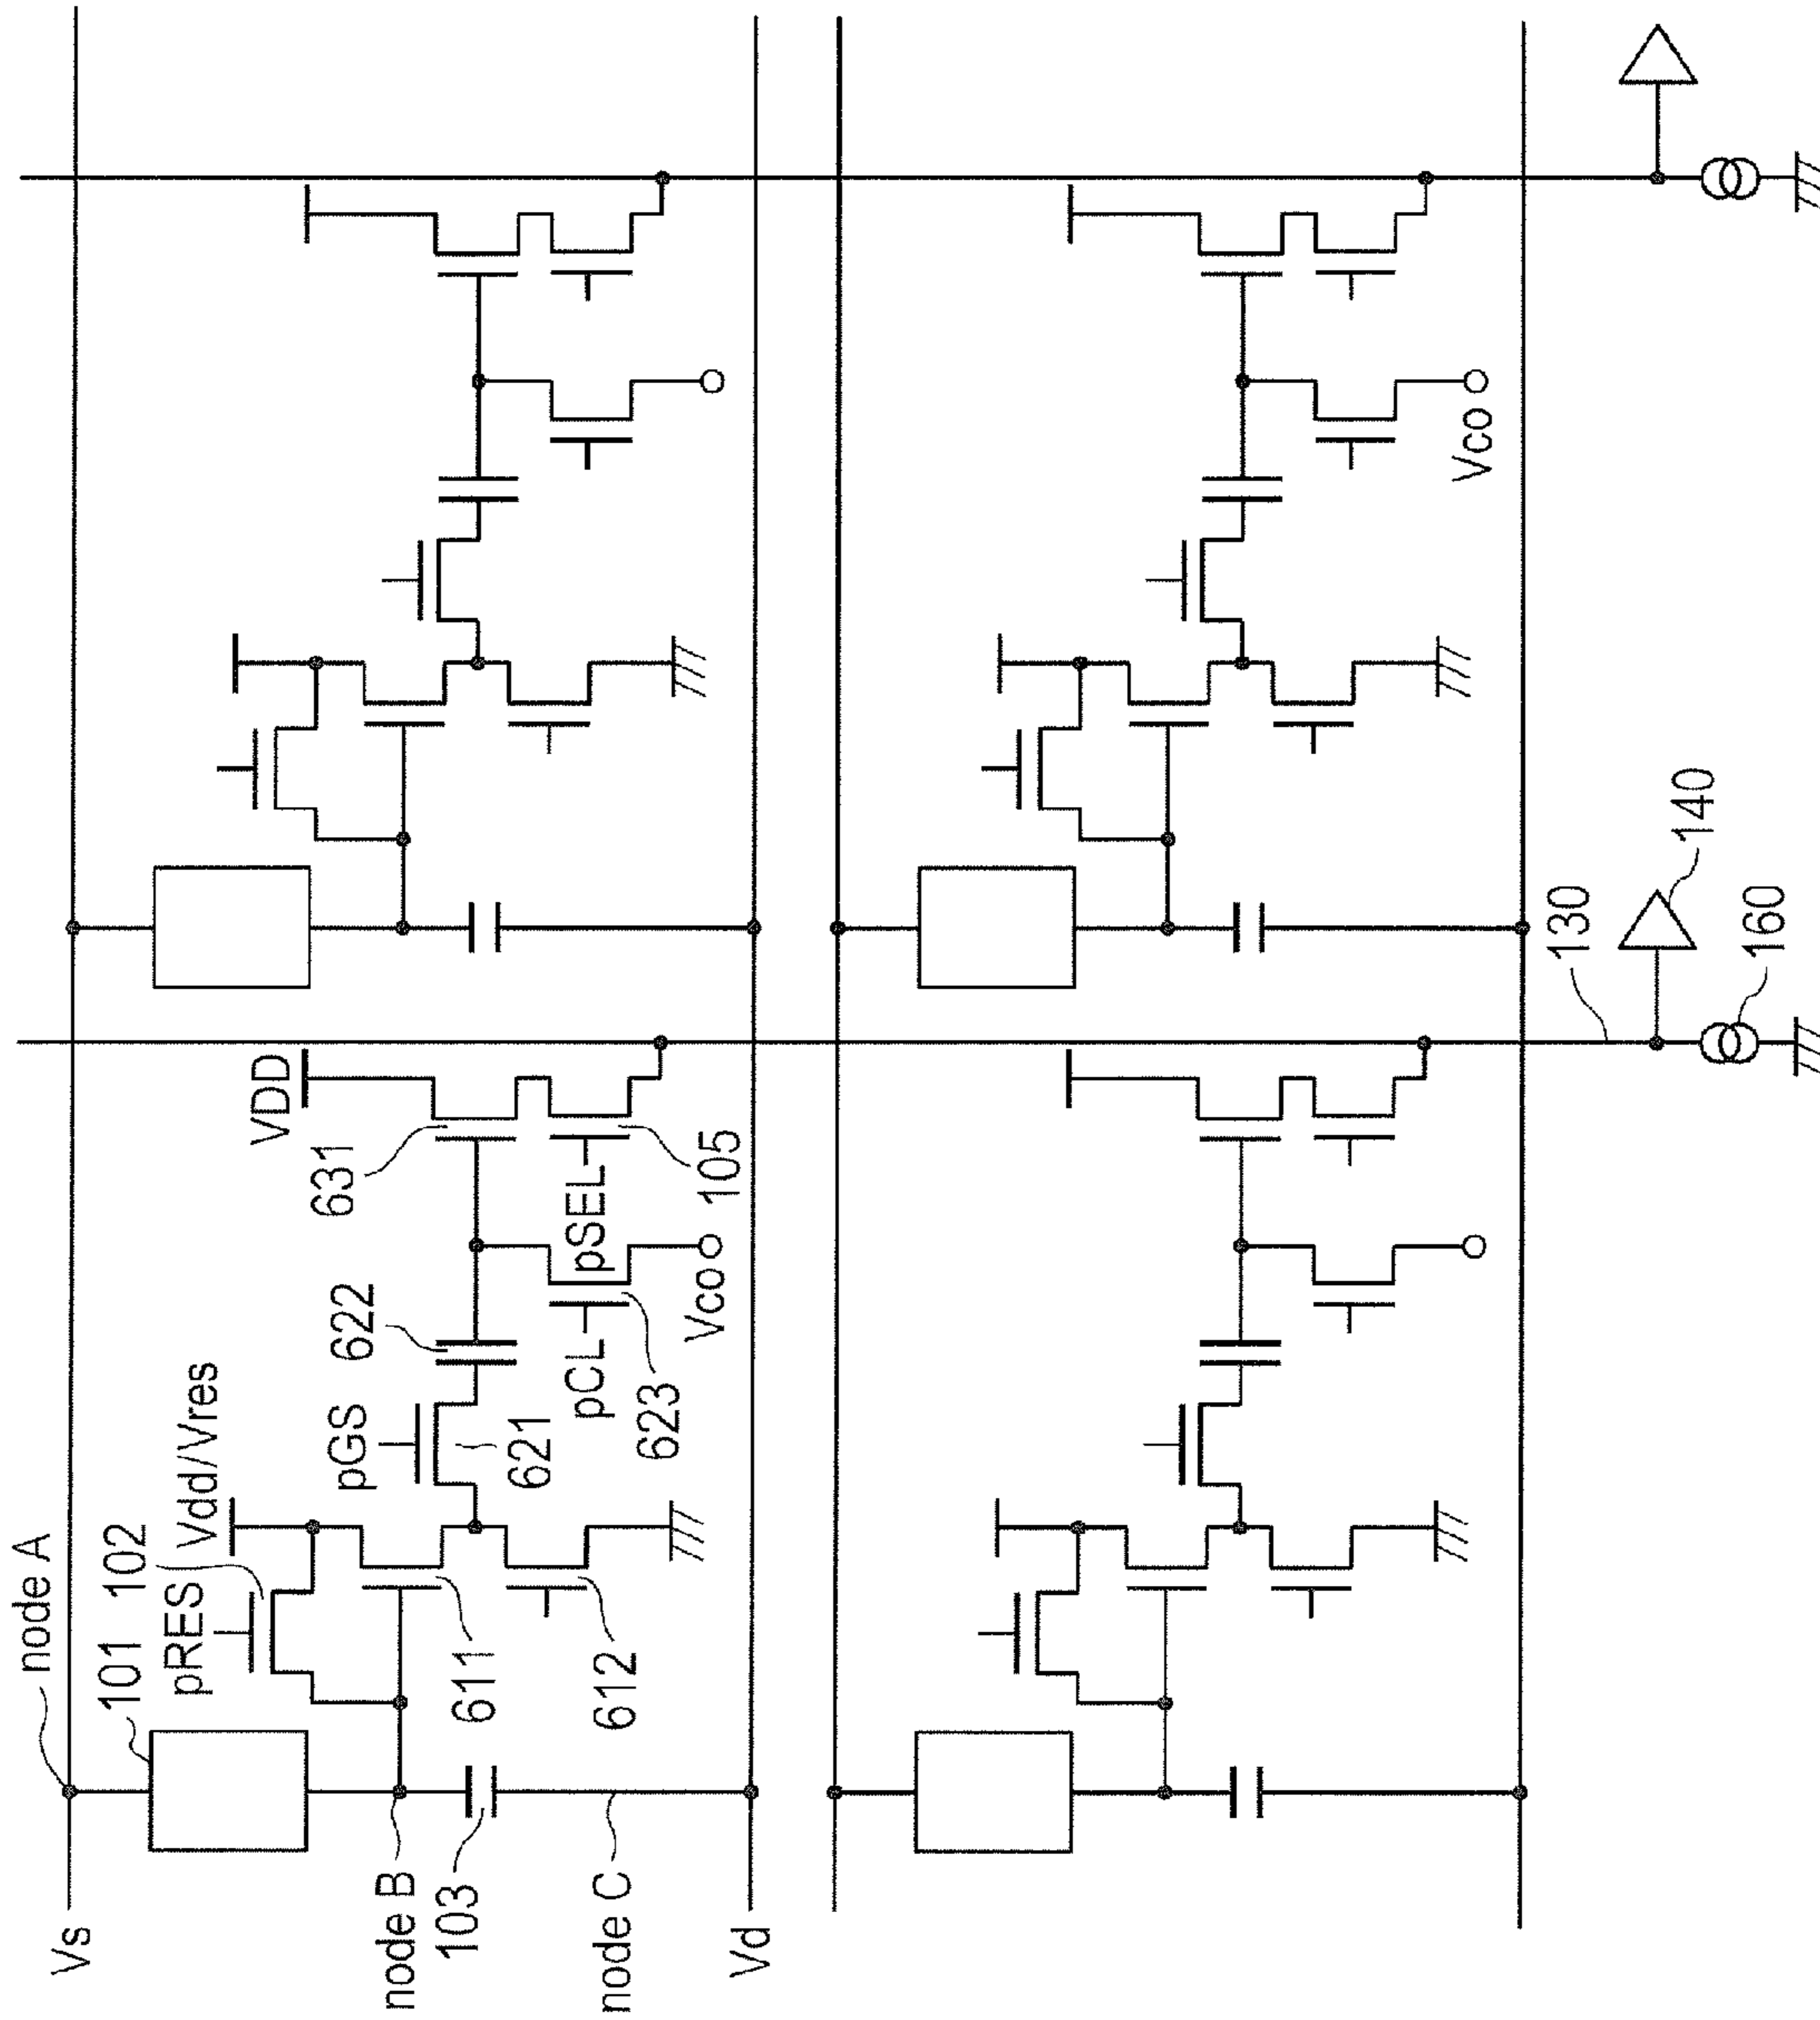 node A
Vs
101
pRES
102
Vdd/Vres
pGS
622
631
VDD
node B
103
611
621
pCL
pSEL
612
623
105
node C
Vco
Vd
Vco
130
140
160